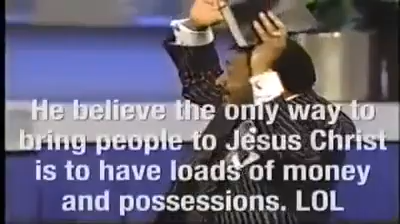 He believe the only way to
bring people to Jesus Christ
is to have loads of money
and possessions. LOL